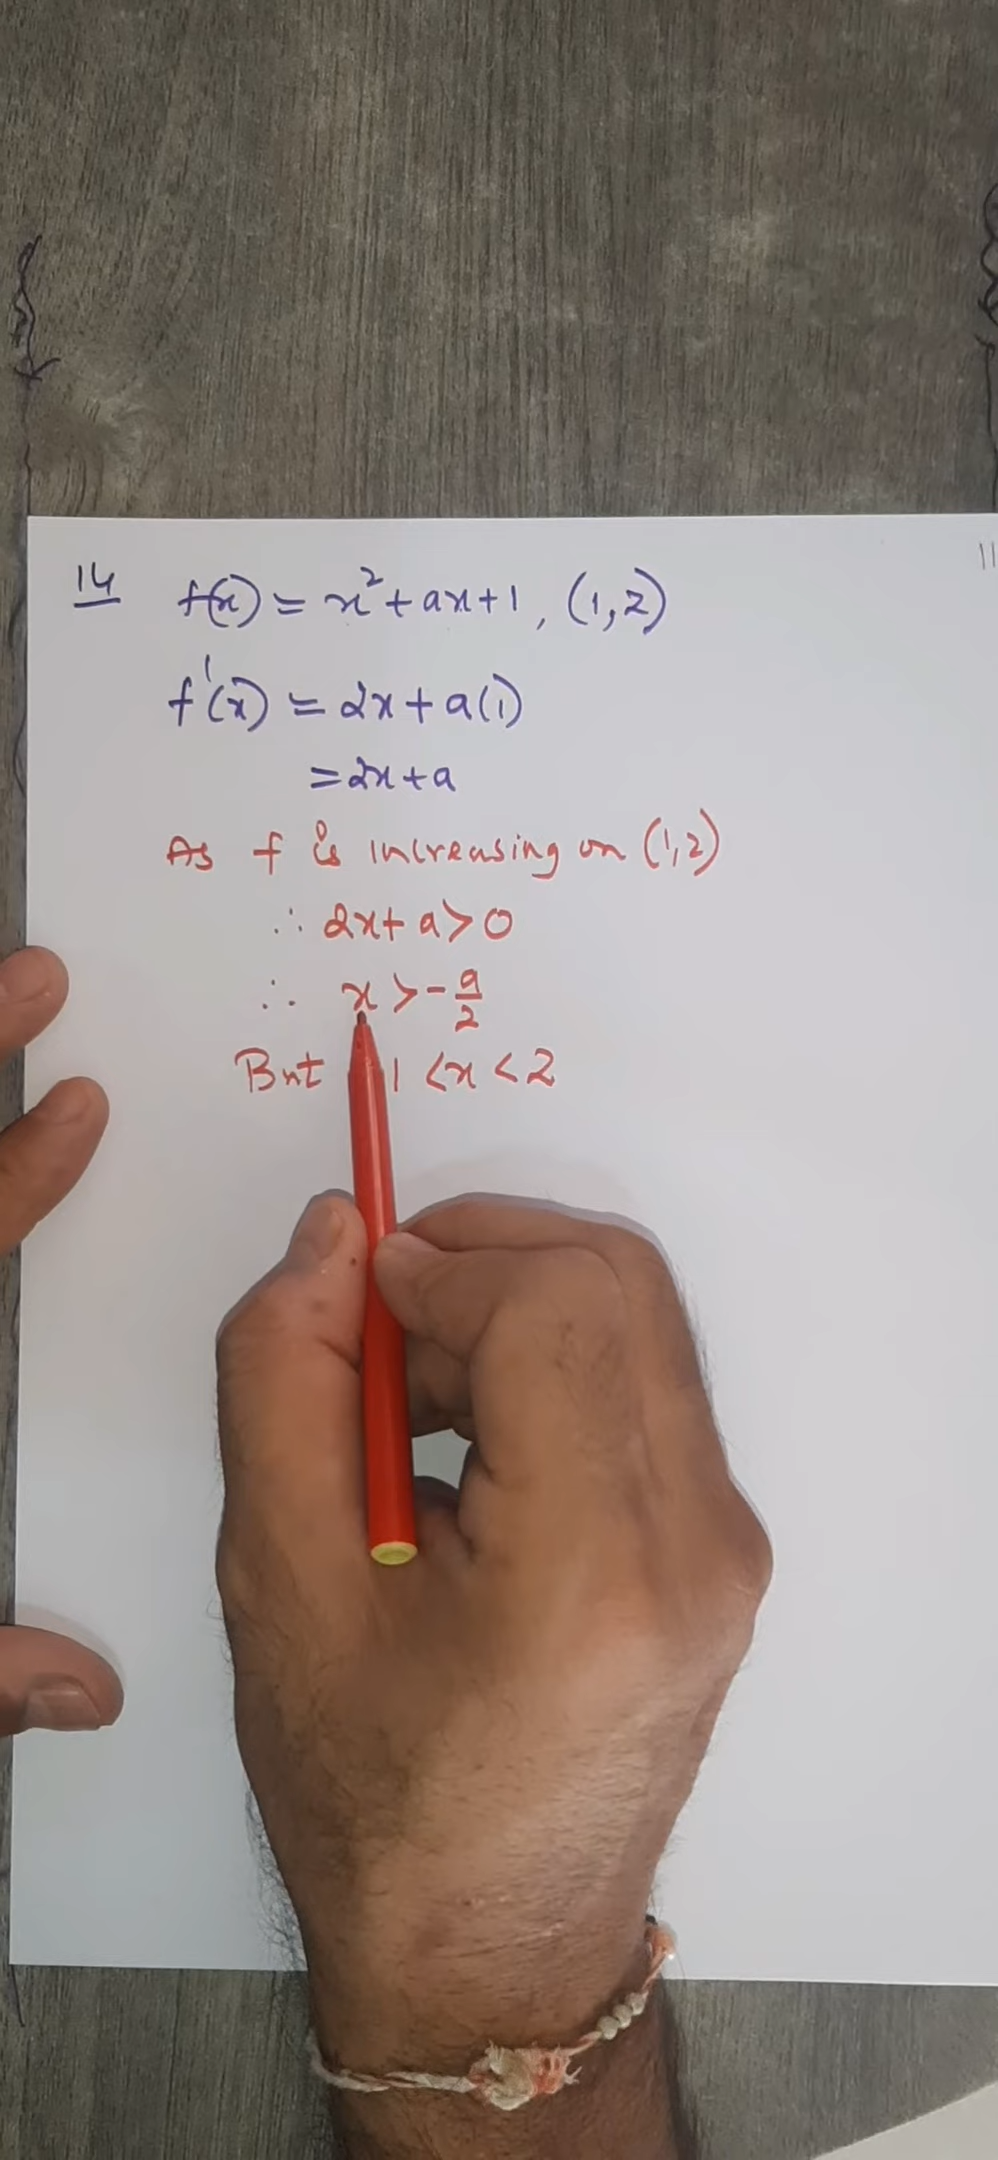 14 f(x) = x² + ax + 1, (1,2)
f'(x) = 2x + a(1)
= 2x + a
As f is increasing on (1,2)
∴ 2x + a > 0
∴ x > -a/2
But 1 < x < 2